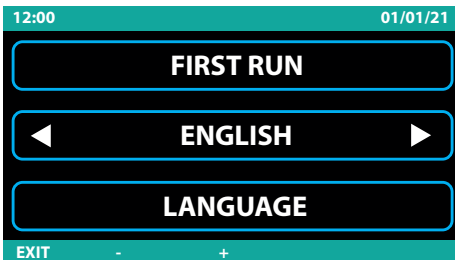 12:00 01/01/21
FIRST RUN
ENGLISH
LANGUAGE
EXIT - +